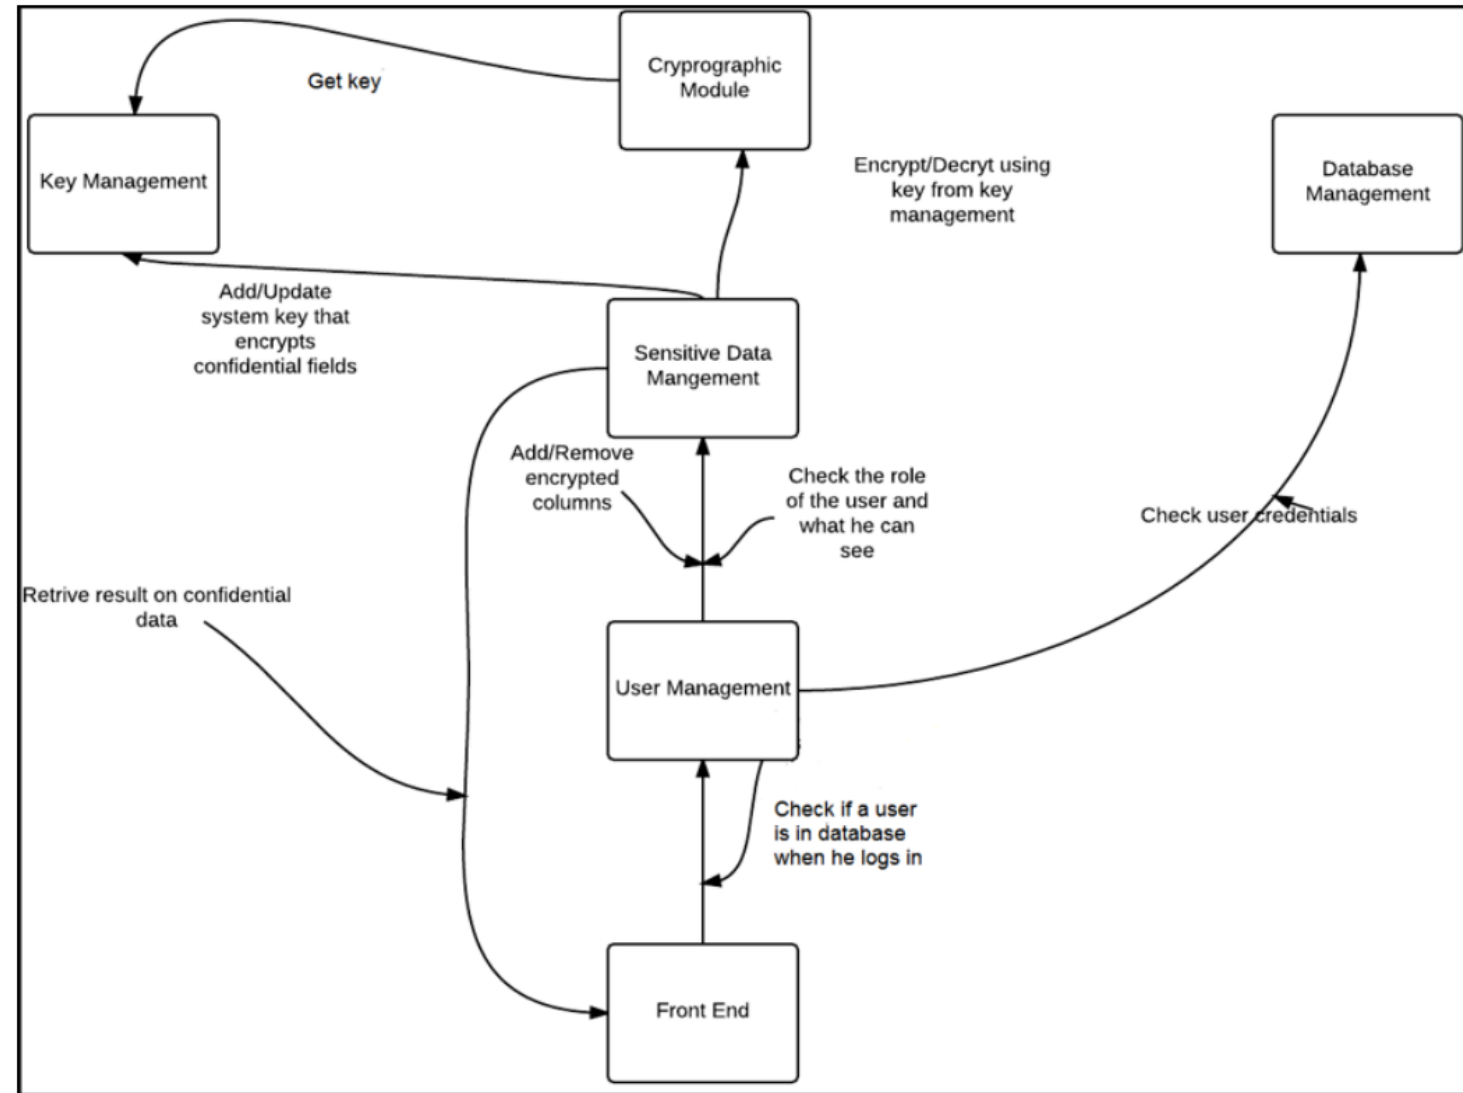 Cryprographic
Module
Get key
Key Management
Encrypt/Decryt using
key from key
management
Database
Management
Add/Update
system key that
encrypts
confidential fields
Sensitive Data
Mangement
Add/Remove
encrypted
columns
Check the role
of the user and
what he can
see
Check user credentials
Retrive result on confidential
data
User Management
Check if a user
is in database
when he logs in
Front End